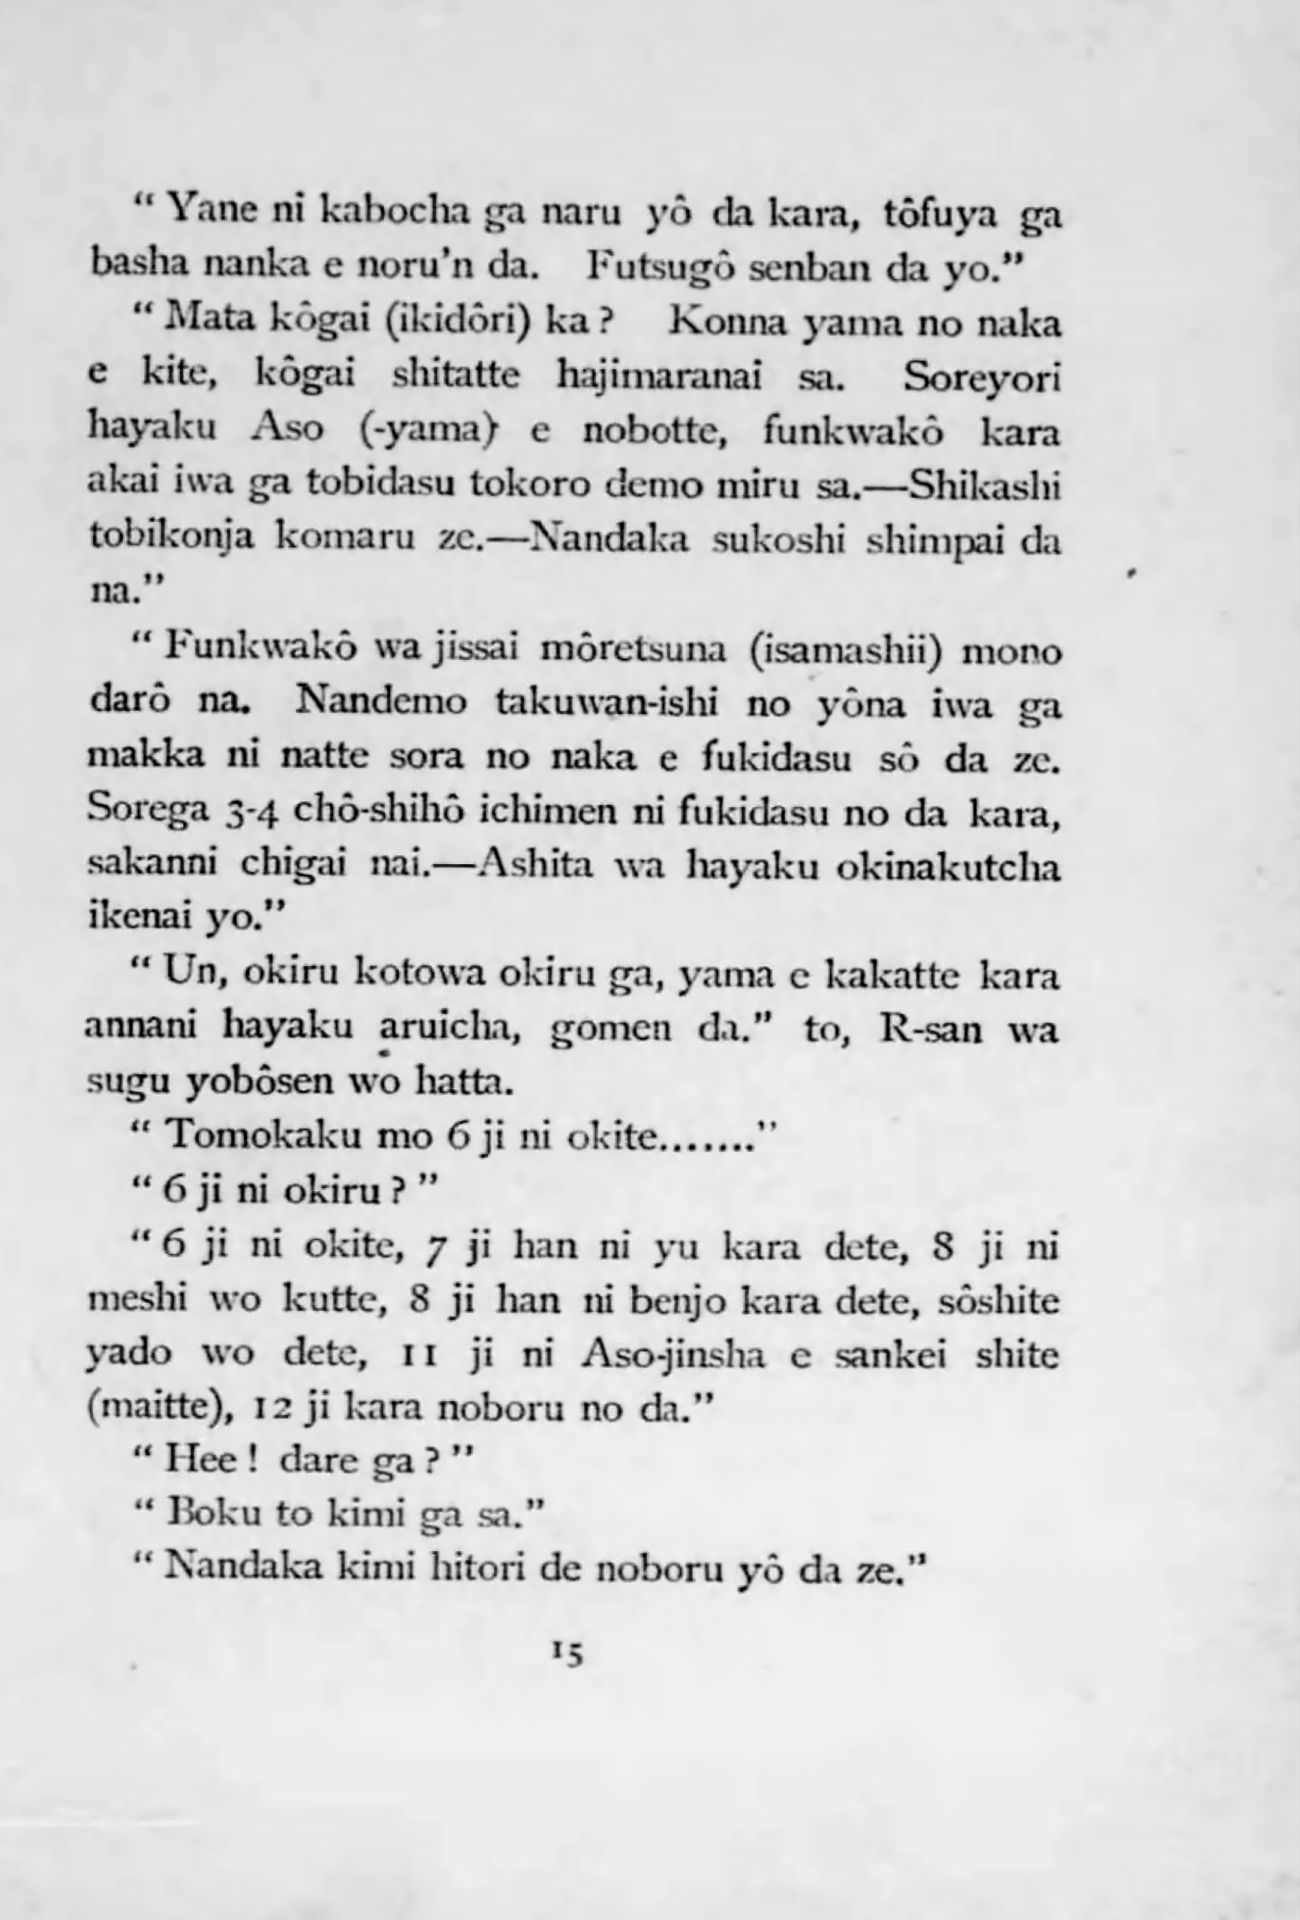 “ Yane ni kabocha ga naru yô da kara, tôfuya ga
basha nanka e noru’n da. Futsugô senban da yo.”
“ Mata kôgai (ikidôri) ka ? Konna yama no naka
e kite, kôgai shitatte hajimaranai sa. Soreyori
hayaku Aso (-yama) e nobotte, funkwakô kara
akai iwa ga tobidasu tokoro demo miru sa.—Shikashi
tobikonja komaru ze.—Nandaka sukoshi shimpai da
na.”
“ Funkwakô wa jissai môretsuna (isamashii) mono
darô na. Nandemo takuwan-ishi no yôna iwa ga
makka ni natte sora no naka e fukidasu sô da ze.
Sorega 3-4 chô-shihô ichimen ni fukidasu no da kara,
sakanni chigai nai.—Ashita wa hayaku okinakutcha
ikenai yo.”
“ Un, okiru kotowa okiru ga, yama e kakatte kara
annani hayaku aruicha, gomen da.” to, R-san wa
sugu yobôsen wo hatta.
“ Tomokaku mo 6 ji ni okite.......”
“ 6 ji ni okiru ? ”
“ 6 ji ni okite, 7 ji han ni yu kara dete, 8 ji ni
meshi wo kutte, 8 ji han ni benjo kara dete, sôshite
yado wo dete, 11 ji ni Aso-jinsha e sankei shite
(maitte), 12 ji kara noboru no da.”
“ Hee ! dare ga ? ”
“ Boku to kimi ga sa.”
“ Nandaka kimi hitori de noboru yô da ze.”
15